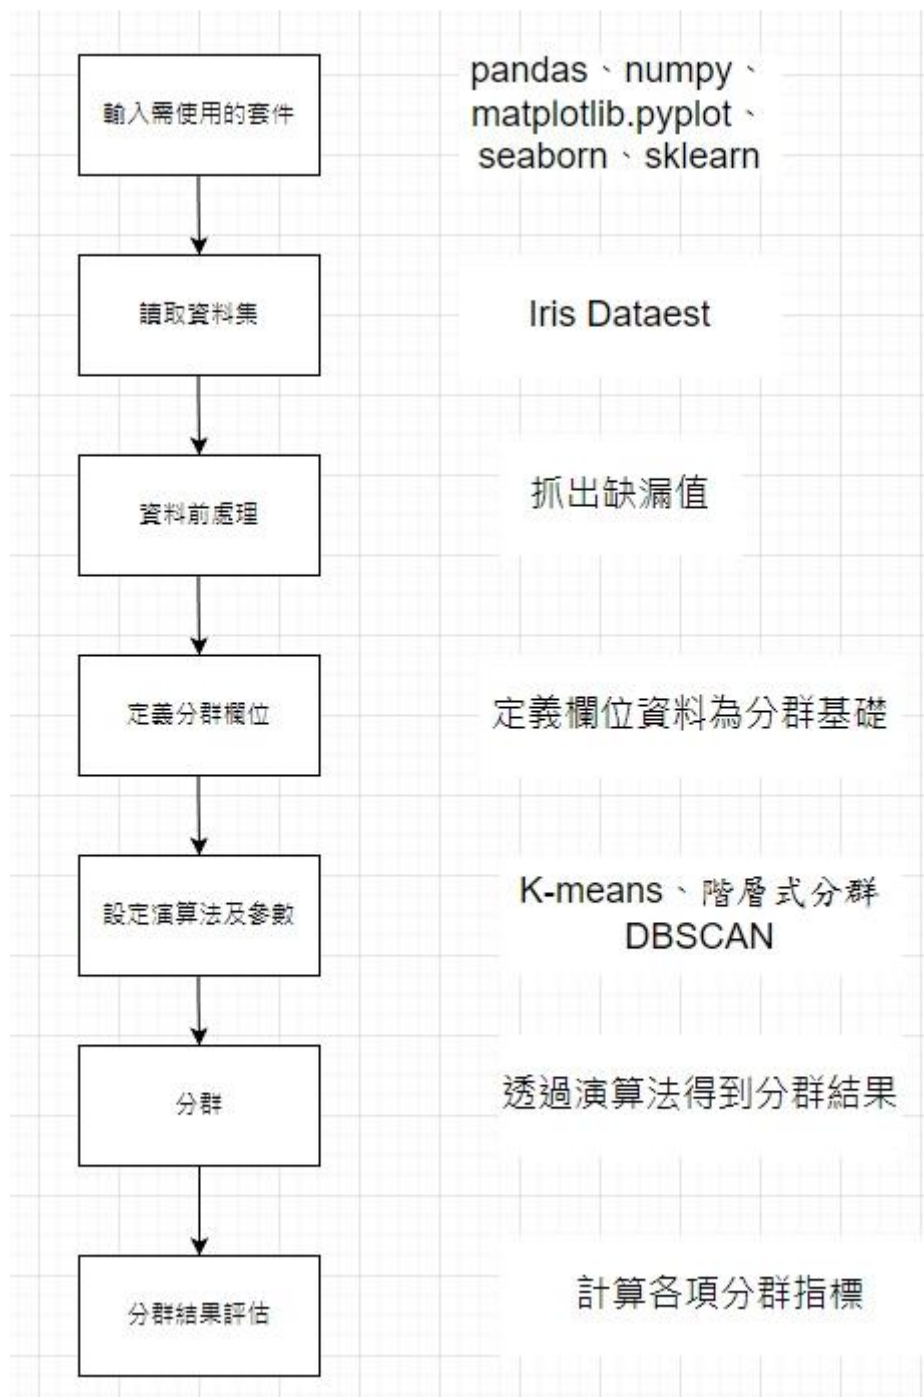 輸入需使用的套件
pandas、numpy、
matplotlib.pyplot、
seaborn、sklearn
讀取資料集
Iris Dataest
資料前處理
抓出缺漏值
定義分群欄位
定義欄位資料為分群基礎
設定演算法及參數
K-means、階層式分群
DBSCAN
分群
透過演算法得到分群結果
分群結果評估
計算各項分群指標